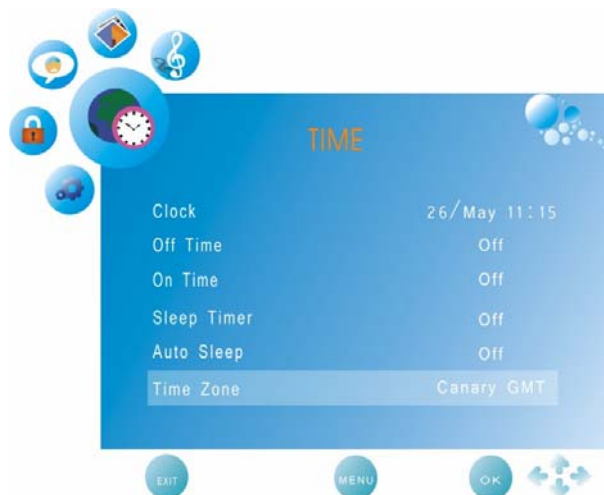 TIME
Clock 26/May 11:15
Off Time Off
On Time Off
Sleep Timer Off
Auto Sleep Off
Time Zone Canary GMT
EXIT MENU OK